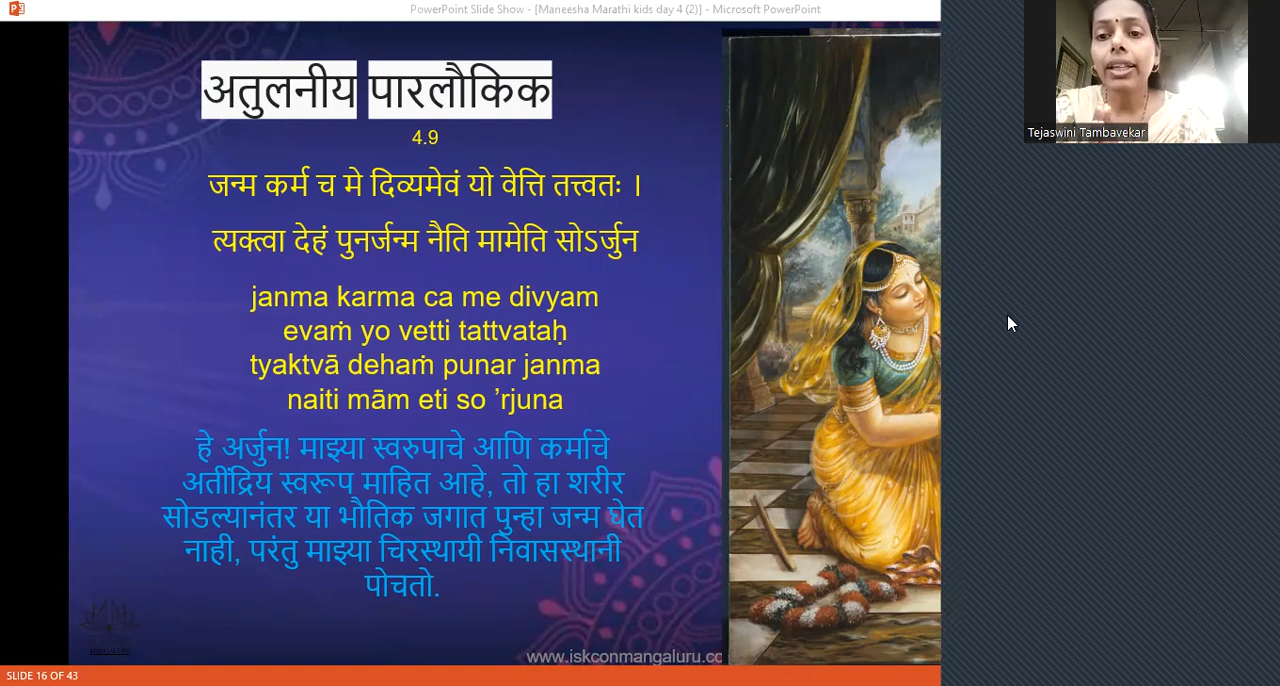 PowerPoint Slide Show - [Maneesha Marathi kids day 4 (2)] - Microsoft PowerPoint
Tejaswini Tambavekar
अतुलनीय पारलौकिक
4.9
जन्म कर्म च मे दिव्यमेवं यो वेत्ति तत्त्वतः ।
त्यक्त्वा देहं पुनर्जन्म नैति मामेति सोऽर्जुन
janma karma ca me divyam
evaṁ yo vetti tattvataḥ
tyaktvā dehaṁ punar janma
naiti mām eti so ’rjuna
हे अर्जुन! माझ्या स्वरुपाचे आणि कर्माचे
अतींद्रिय स्वरूप माहित आहे, तो हा शरीर
सोडल्यानंतर या भौतिक जगात पुन्हा जन्म घेत
नाही, परंतु माझ्या चिरस्थायी निवासस्थानी
पोचतो.
www.iskconmangaluru.cc
SLIDE 16 OF 43